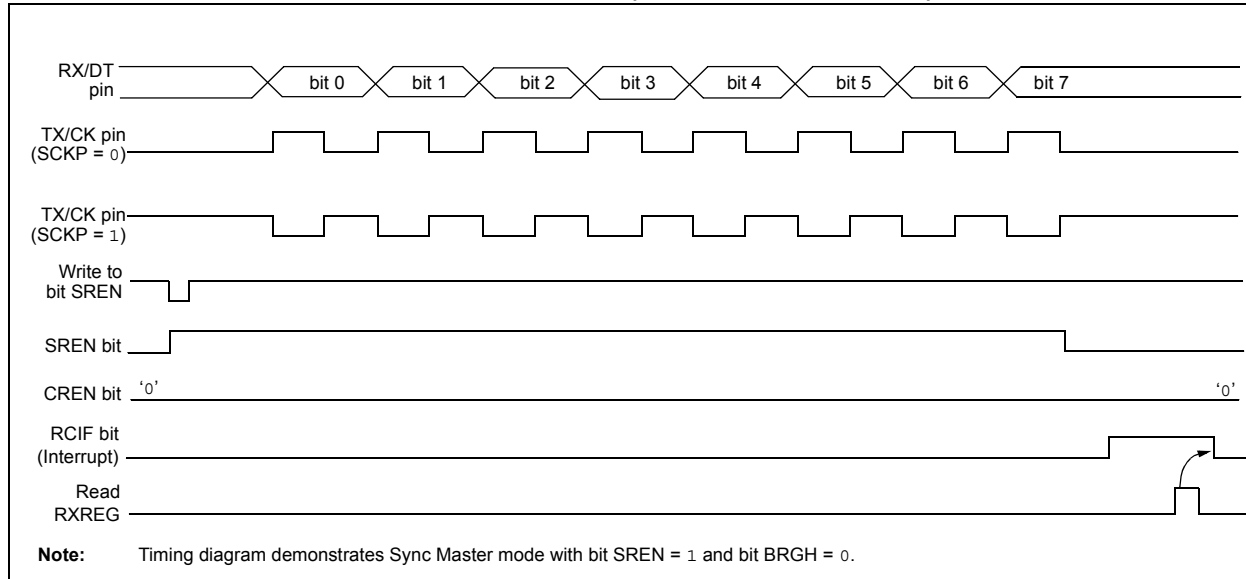 RX/DT
pin
bit 0 bit 1 bit 2 bit 3 bit 4 bit 5 bit 6 bit 7
TX/CK pin
(SCKP = 0)
TX/CK pin
(SCKP = 1)
Write to
bit SREN
SREN bit
CREN bit ‘0’ ‘0’
RCIF bit
(Interrupt)
Read
RXREG
Note: Timing diagram demonstrates Sync Master mode with bit SREN = 1 and bit BRGH = 0.